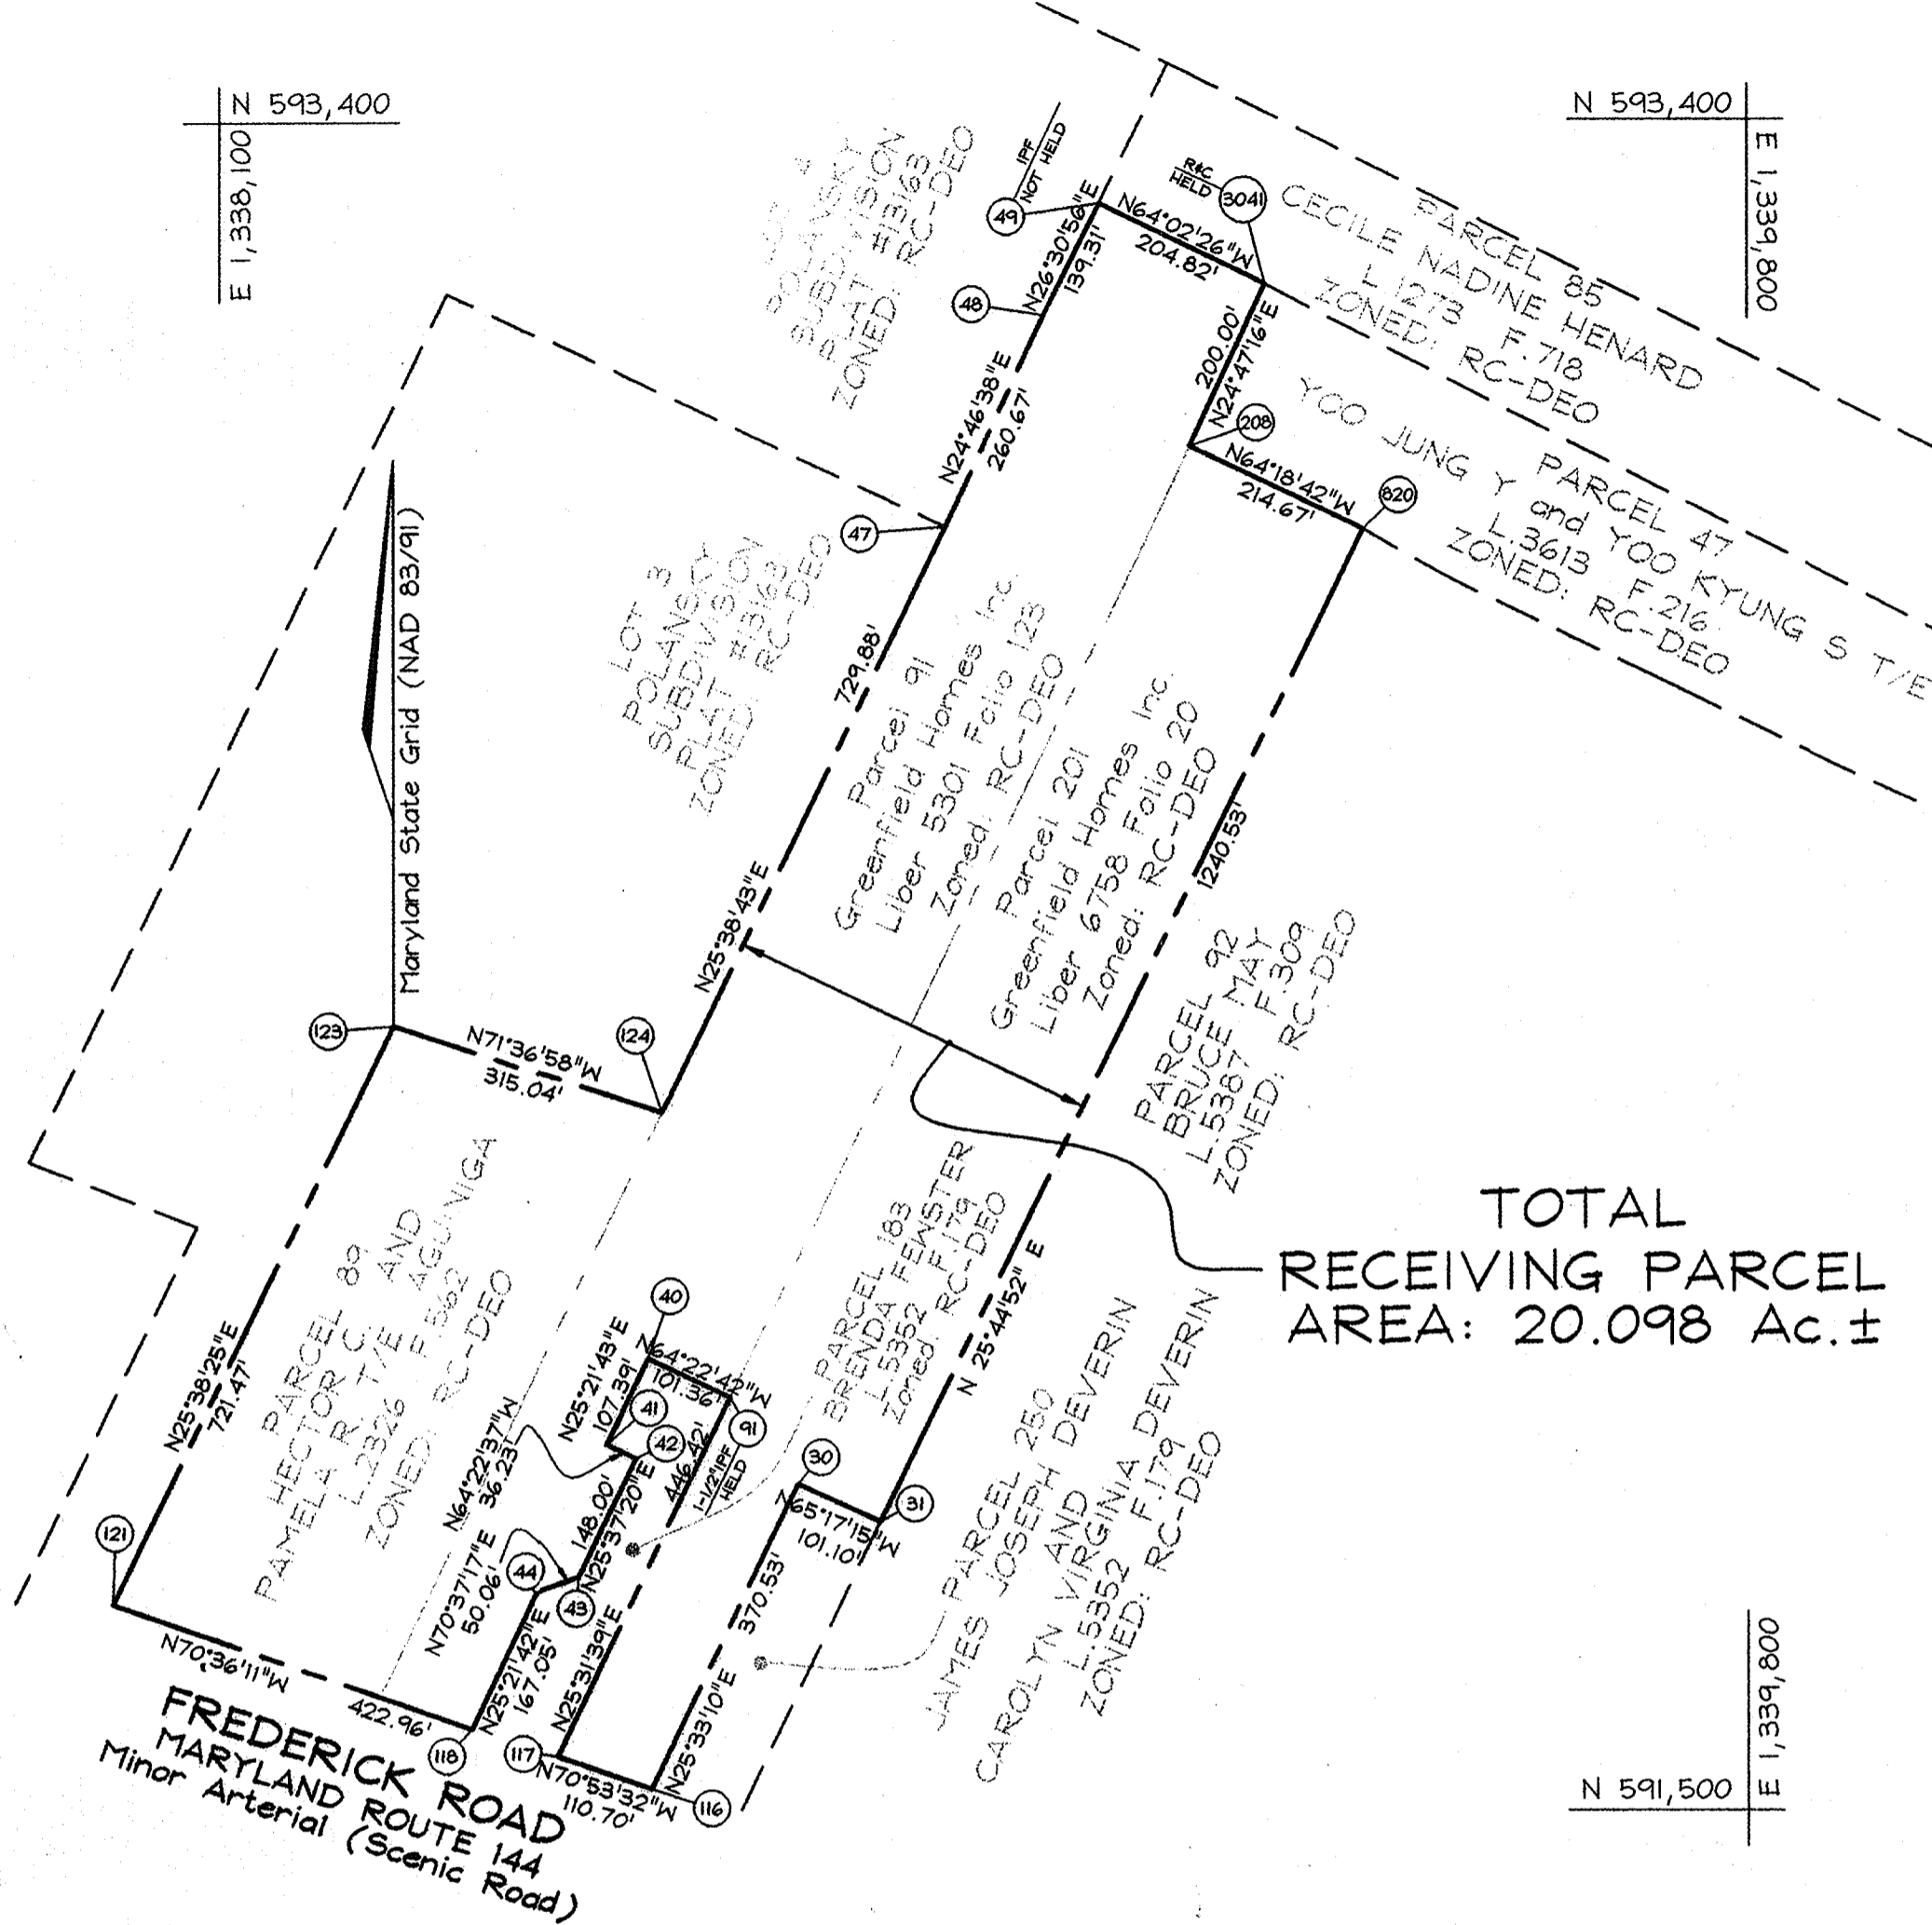 N 593,400
E 1,338,100
N 593,400
E 1,339,800
IPF
NOT HELD
49
N64°02'26"W
204.82'
R&C
HELD
3041
N26°30'56"E
139.31'
48
200.00'
N24°47'16"E
208
N64°18'42"W
214.67'
820
N24°46'38"E
260.67'
47
LOT 4
POLANSKY
SUBDIVISION
PLAT #13163
ZONED: RC-DEO
PARCEL 85
CECILE NADINE HENARD
L 1273 F. 718
ZONED: RC-DEO
PARCEL 47
YOO JUNG Y and YOO KYUNG S T/E
L.3613 F.216
ZONED: RC-DEO
Maryland State Grid (NAD 83/91)
LOT 3
POLANSKY
SUBDIVISION
PLAT #13163
ZONED: RC-DEO
729.88'
N25°38'43"E
Parcel 91
Greenfield Homes Inc.
Liber 5301 Folio 123
Zoned: RC-DEO
Parcel 201
Greenfield Homes Inc.
Liber 6758 Folio 20
Zoned: RC-DEO
1240.53'
N 25°44'52" E
PARCEL 92
BRUCE MAY
L.5387 F.309
ZONED: RC-DEO
123
N71°36'58"W
315.04'
124
TOTAL
RECEIVING PARCEL
AREA: 20.098 Ac.±
PARCEL 89
HECTOR C. AND
PAMELA R. T/E AGUNIGA
L.2326 F.562
ZONED: RC-DEO
N25°38'25"E
721.47'
121
40
N64°22'42"W
101.36'
N25°21'43"E
107.39'
41
42
91
1-1/2"IPF
HELD
446.42'
N64°22'37"W
36.23'
148.00'
N25°37'20"E
N70°37'17"E
50.06'
44
43
N25°21'42"E
167.05'
N25°31'39"E
PARCEL 183
BRENDA FEWSTER
L.5352 F.179
Zoned: RC-DEO
30
N65°17'15"W
101.10'
31
370.53'
N25°33'10"E
PARCEL 250
JAMES JOSEPH DEVERIN
AND
CAROLYN VIRGINIA DEVERIN
L.5352 F.179
ZONED: RC-DEO
N70°36'11"W
422.96'
118
117
N70°53'32"W
110.70'
116
FREDERICK ROAD
MARYLAND ROUTE 144
Minor Arterial (Scenic Road)
N 591,500
E 1,339,800